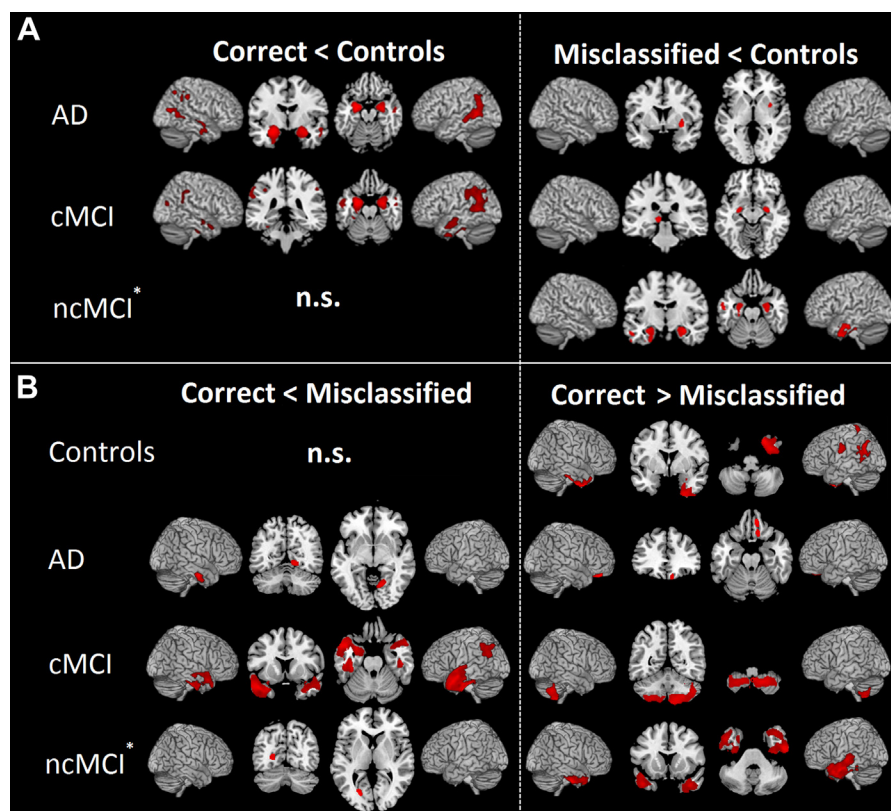 A
Correct < Controls
Misclassified < Controls
AD
cMCI
ncMCI*
n.s.
B
Correct < Misclassified
Correct > Misclassified
Controls
n.s.
AD
cMCI
ncMCI*